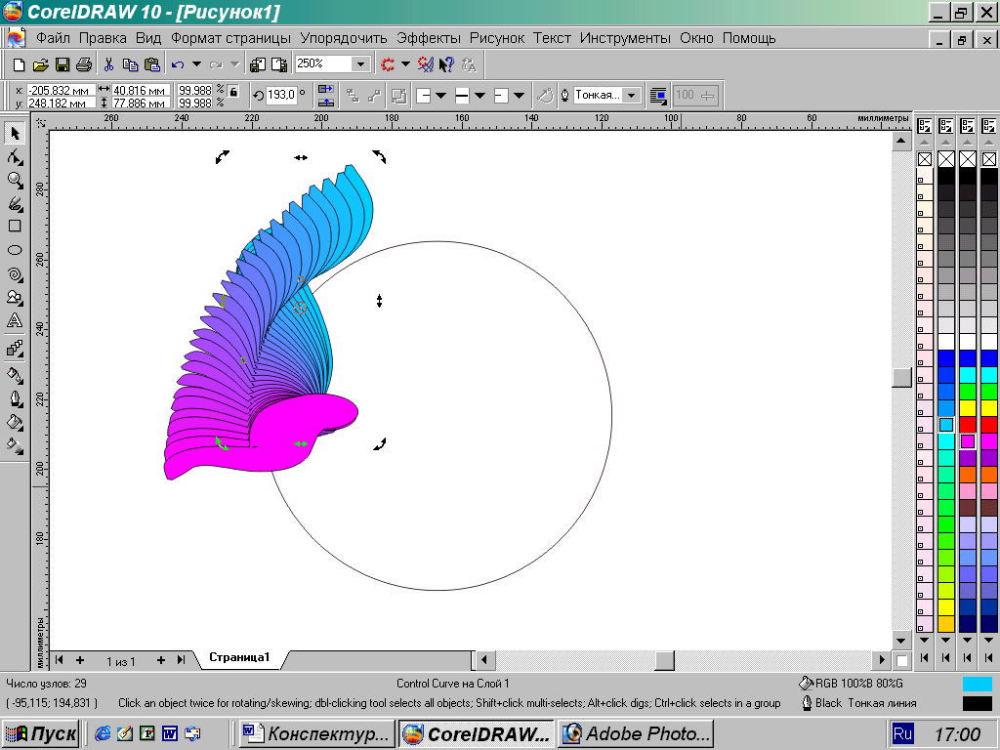 CorelDRAW 10 - [Рисунок1]
Файл Правка Вид Формат страницы Упорядочить Эффекты Рисунок Текст Инструменты Окно Помощь
250%
x: -205.832 мм 40.816 мм 99.988 % 193,0 ° Тонкая... 100
y: 248.182 мм 77.886 мм 99.988 %
260 240 220 200 180 160 140 120 100 80 60 миллиметры
280
260
240
220
200
180
миллиметры
1 из 1 Страница1
Число узлов: 29 Control Curve на Слой 1 RGB 100%B 80%G
( -95,115; 194,831 ) Click an object twice for rotating/skewing; dbl-clicking tool selects all objects; Shift+click multi-selects; Alt+click digs; Ctrl+click selects in a group Black Тонкая линия
Пуск Конспектур... CorelDRAW... Adobe Photo... Ru 17:00